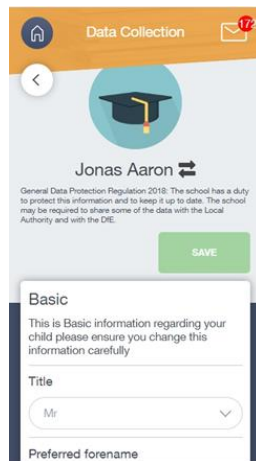 Data Collection
172
Jonas Aaron
General Data Protection Regulation 2018: The school has a duty
to protect this information and to keep it up to date. The school
may be required to share some of the data with the Local
Authority and with the DfE.
SAVE
Basic
This is Basic information regarding your
child please ensure you change this
information carefully
Title
Mr
Preferred forename